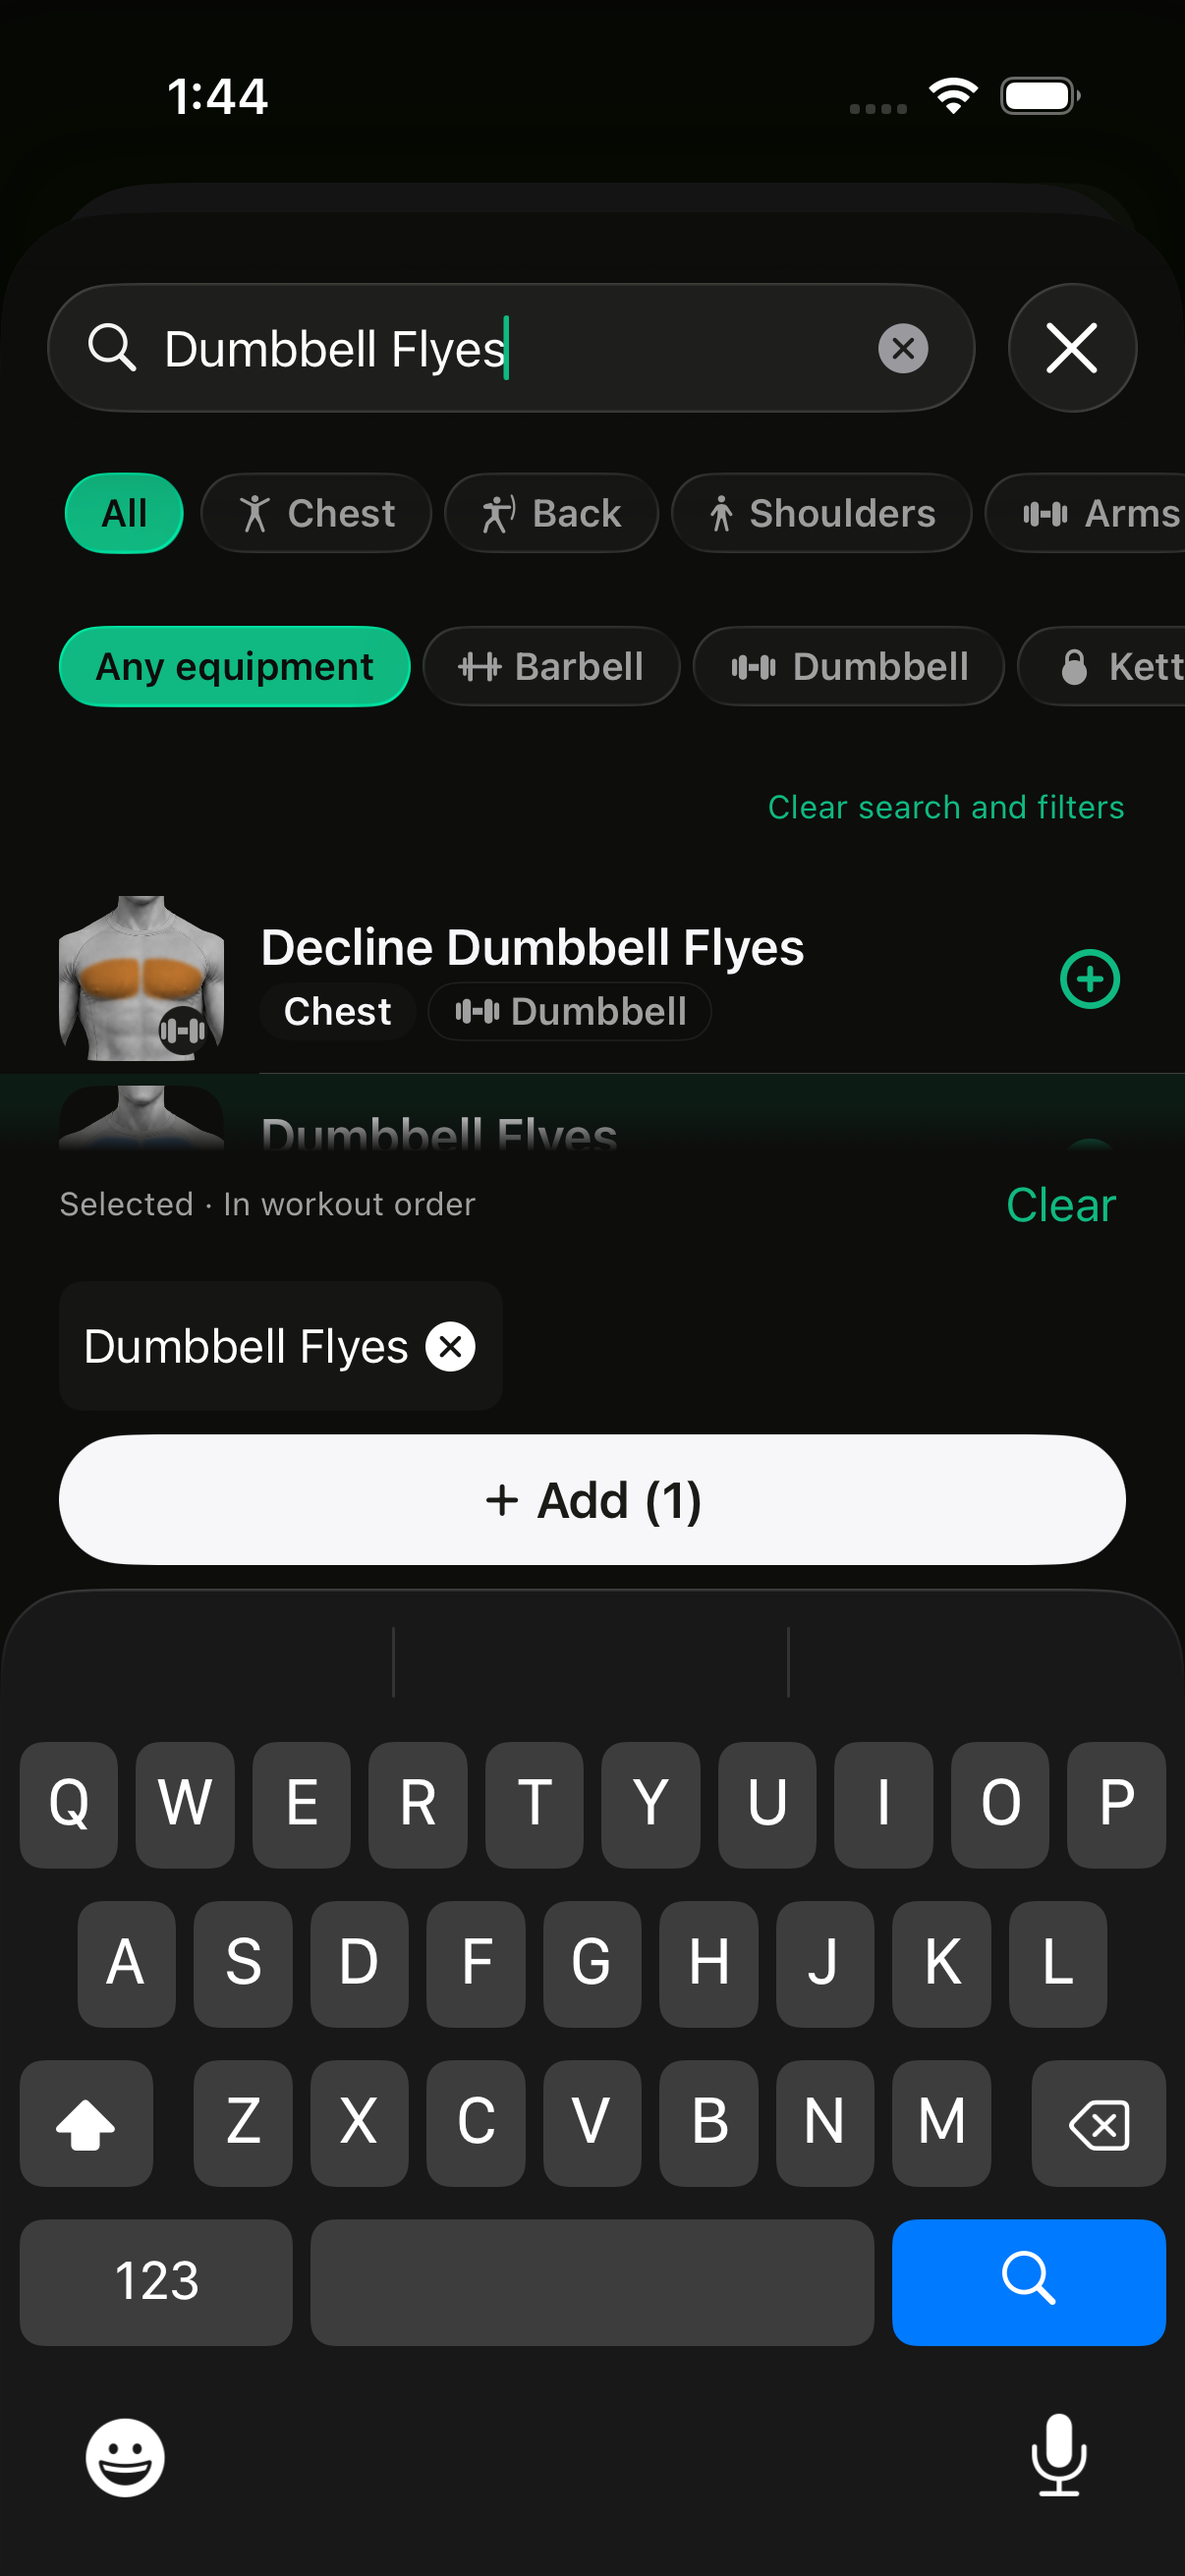 1:44
Dumbbell Flyes
All Chest Back Shoulders Arms
Any equipment Barbell Dumbbell Kett
Clear search and filters
Decline Dumbbell Flyes
Chest Dumbbell
Dumbbell Flyes
Selected · In workout order Clear
Dumbbell Flyes
+ Add (1)
Q W E R T Y U I O P
A S D F G H J K L
Z X C V B N M
123